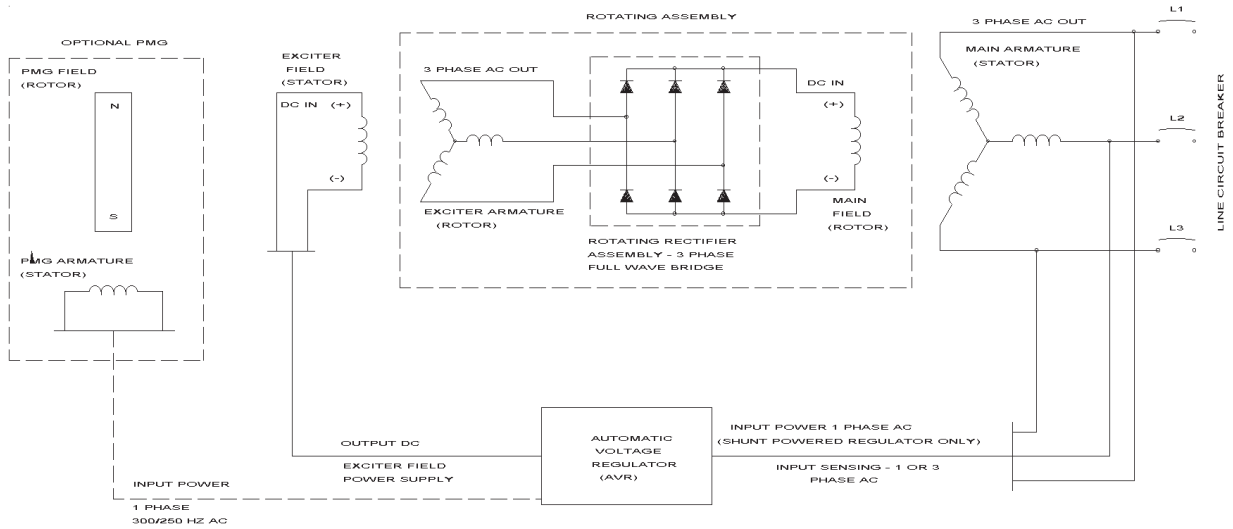 OPTIONAL PMG
PMG FIELD
(ROTOR)
N
S
PMG ARMATURE
(STATOR)
EXCITER
FIELD
(STATOR)
DC IN (+)
(-)
ROTATING ASSEMBLY
3 PHASE AC OUT
EXCITER ARMATURE
(ROTOR)
ROTATING RECTIFIER
ASSEMBLY - 3 PHASE
FULL WAVE BRIDGE
DC IN
(+)
(-)
MAIN
FIELD
(ROTOR)
3 PHASE AC OUT
MAIN ARMATURE
(STATOR)
L1
L2
L3
LINE CIRCUIT BREAKER
OUTPUT DC
EXCITER FIELD
POWER SUPPLY
AUTOMATIC
VOLTAGE
REGULATOR
(AVR)
INPUT POWER 1 PHASE AC
(SHUNT POWERED REGULATOR ONLY)
INPUT SENSING - 1 OR 3
PHASE AC
INPUT POWER
1 PHASE
300/250 HZ AC